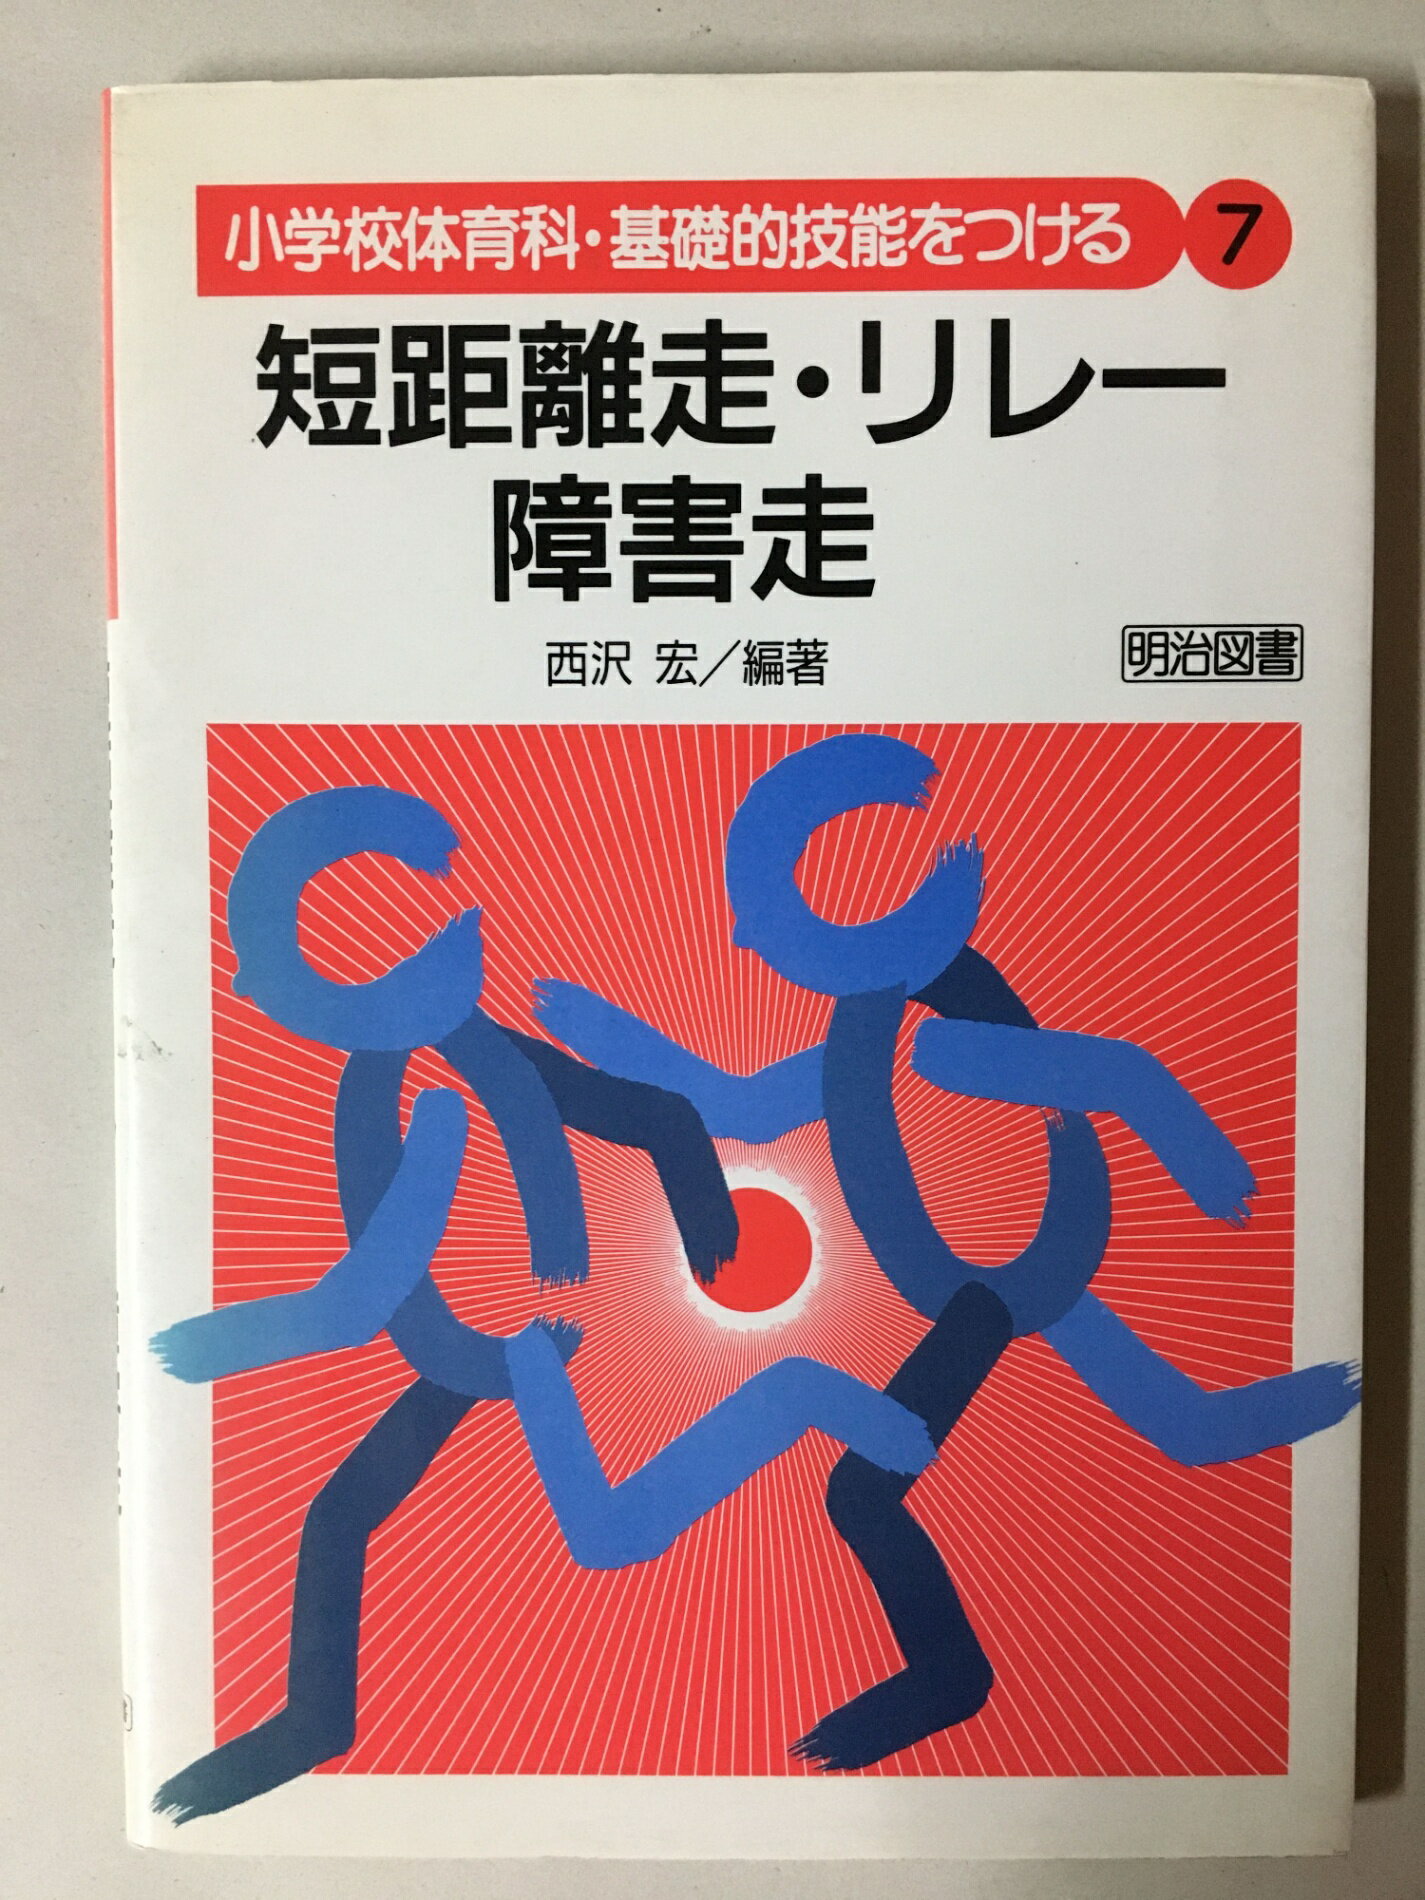 小学校体育科・基礎的技能をつける 7
短距離走・リレー
障害走
西沢 宏／編著
明治図書